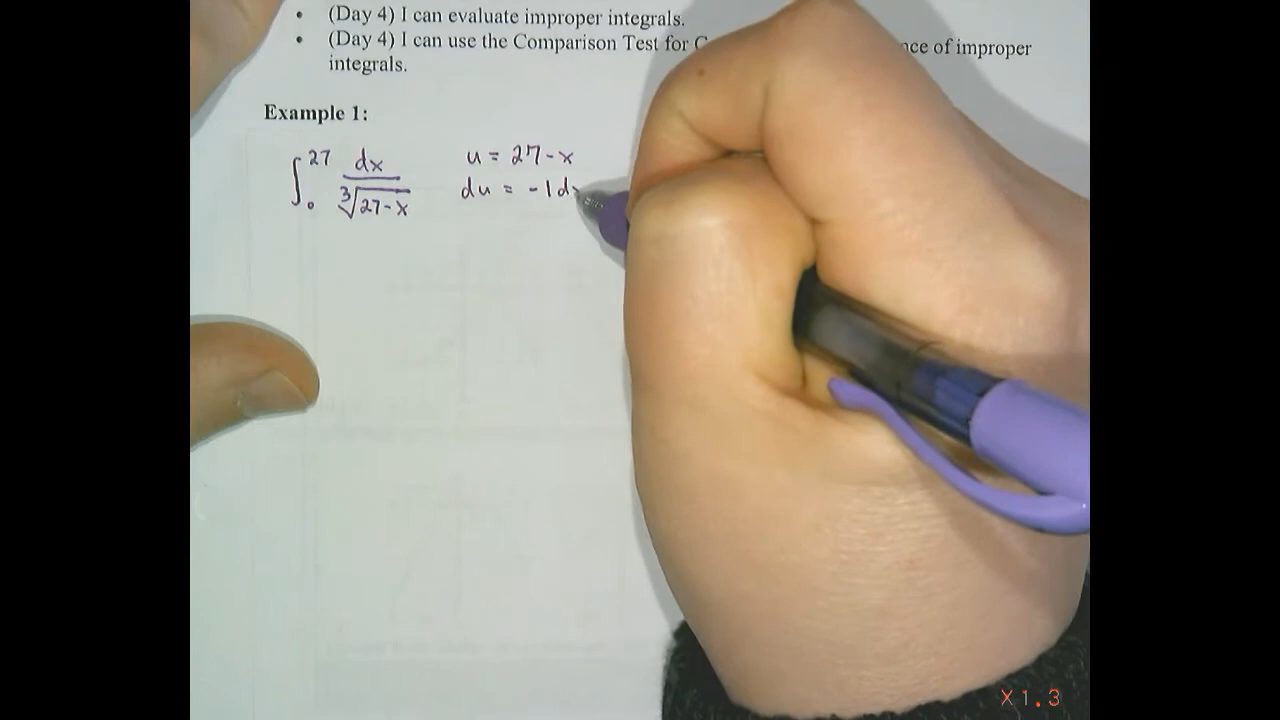 • (Day 4) I can evaluate improper integrals.
• (Day 4) I can use the Comparison Test for nce of improper
integrals.
Example 1:
∫₀²⁷ dx / ∛(27-x)
u = 27-x
du = -1dx
X1.3